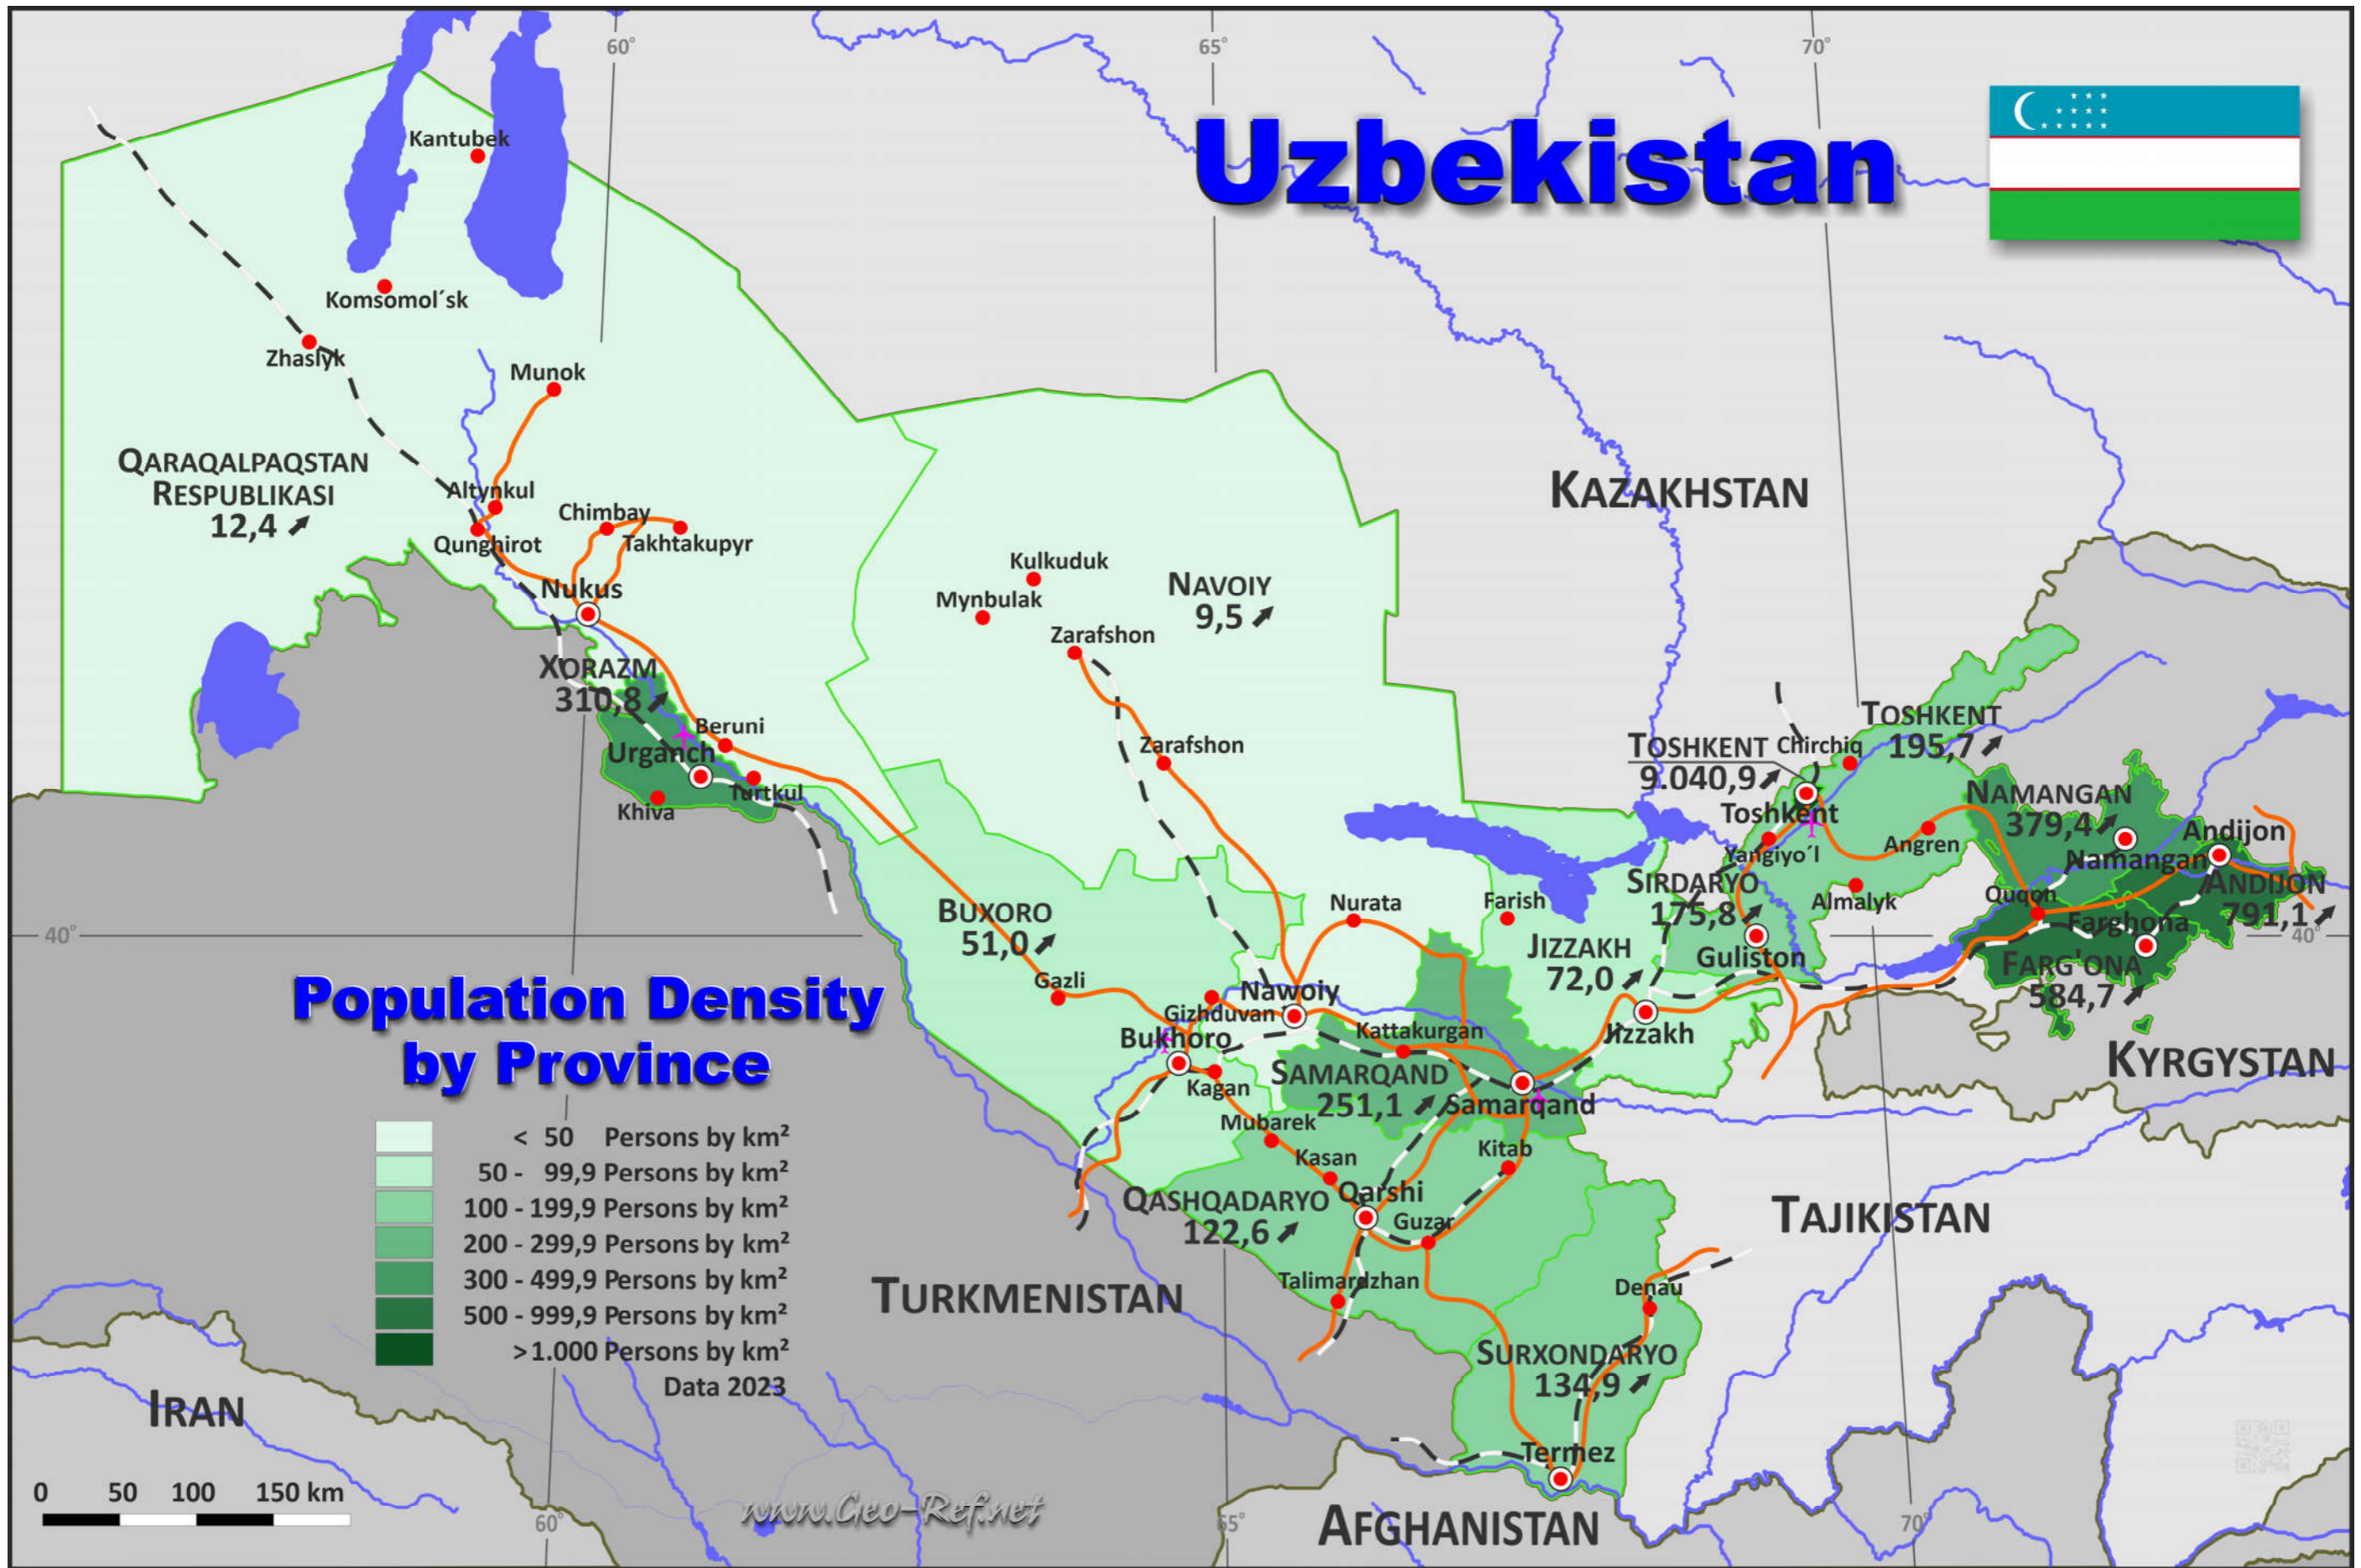 60°
65°
70°
Uzbekistan
Kantubek
Komsomol´sk
Zhaslyk
Munok
QARAQALPAQSTAN
RESPUBLIKASI
12,4
Altynkul
Chimbay
Qunghirot
Takhtakupyr
Nukus
KAZAKHSTAN
Kulkuduk
Mynbulak
NAVOIY
9,5
Zarafshon
XORAZM
310,8
Beruni
Urganch
Turtkul
Khiva
Zarafshon
TOSHKENT
195,7
TOSHKENT
9.040,9
Chirchiq
Toshkent
Yangiyo´l
Angren
NAMANGAN
379,4
Andijon
Namangan
ANDIJON
791,1
SIRDARYO
175,8
Almalyk
Quqon
Farghona
40°
BUXORO
51,0
Nurata
Farish
JIZZAKH
72,0
Guliston
40°
FARG'ONA
584,7
Population Density
by Province
Gazli
Gizhduvan
Nawoiy
Bukhoro
Kattakurgan
Jizzakh
KYRGYSTAN
Kagan
SAMARQAND
251,1
Samarqand
Mubarek
Kasan
Kitab
QASHQADARYO
122,6
Qarshi
Guzar
TAJIKISTAN
< 50 Persons by km²
50 - 99,9 Persons by km²
100 - 199,9 Persons by km²
200 - 299,9 Persons by km²
300 - 499,9 Persons by km²
500 - 999,9 Persons by km²
>1.000 Persons by km²
Data 2023
TURKMENISTAN
Talimardzhan
Denau
SURXONDARYO
134,9
IRAN
Termez
0 50 100 150 km
www.Geo-Ref.net
AFGHANISTAN
60°
65°
70°